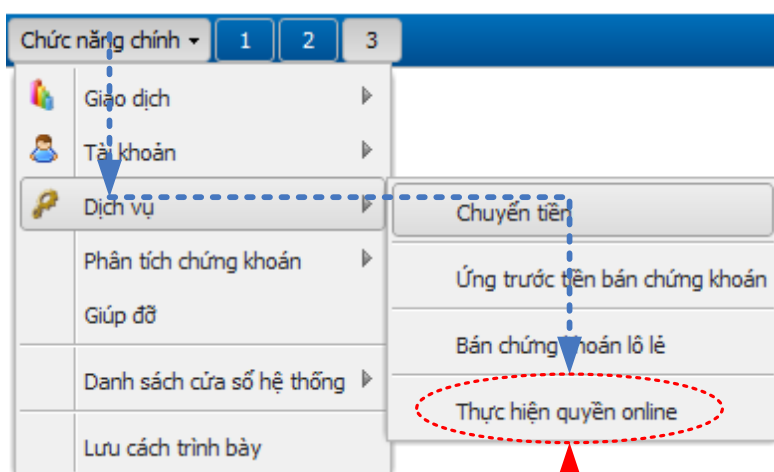 Chức năng chính 1 2 3
Giao dịch
Tài khoản
Dịch vụ
Phân tích chứng khoán
Giúp đỡ
Danh sách cửa sổ hệ thống
Lưu cách trình bày
Chuyển tiền
Ứng trước tiền bán chứng khoán
Bán chứng khoán lô lẻ
Thực hiện quyền online